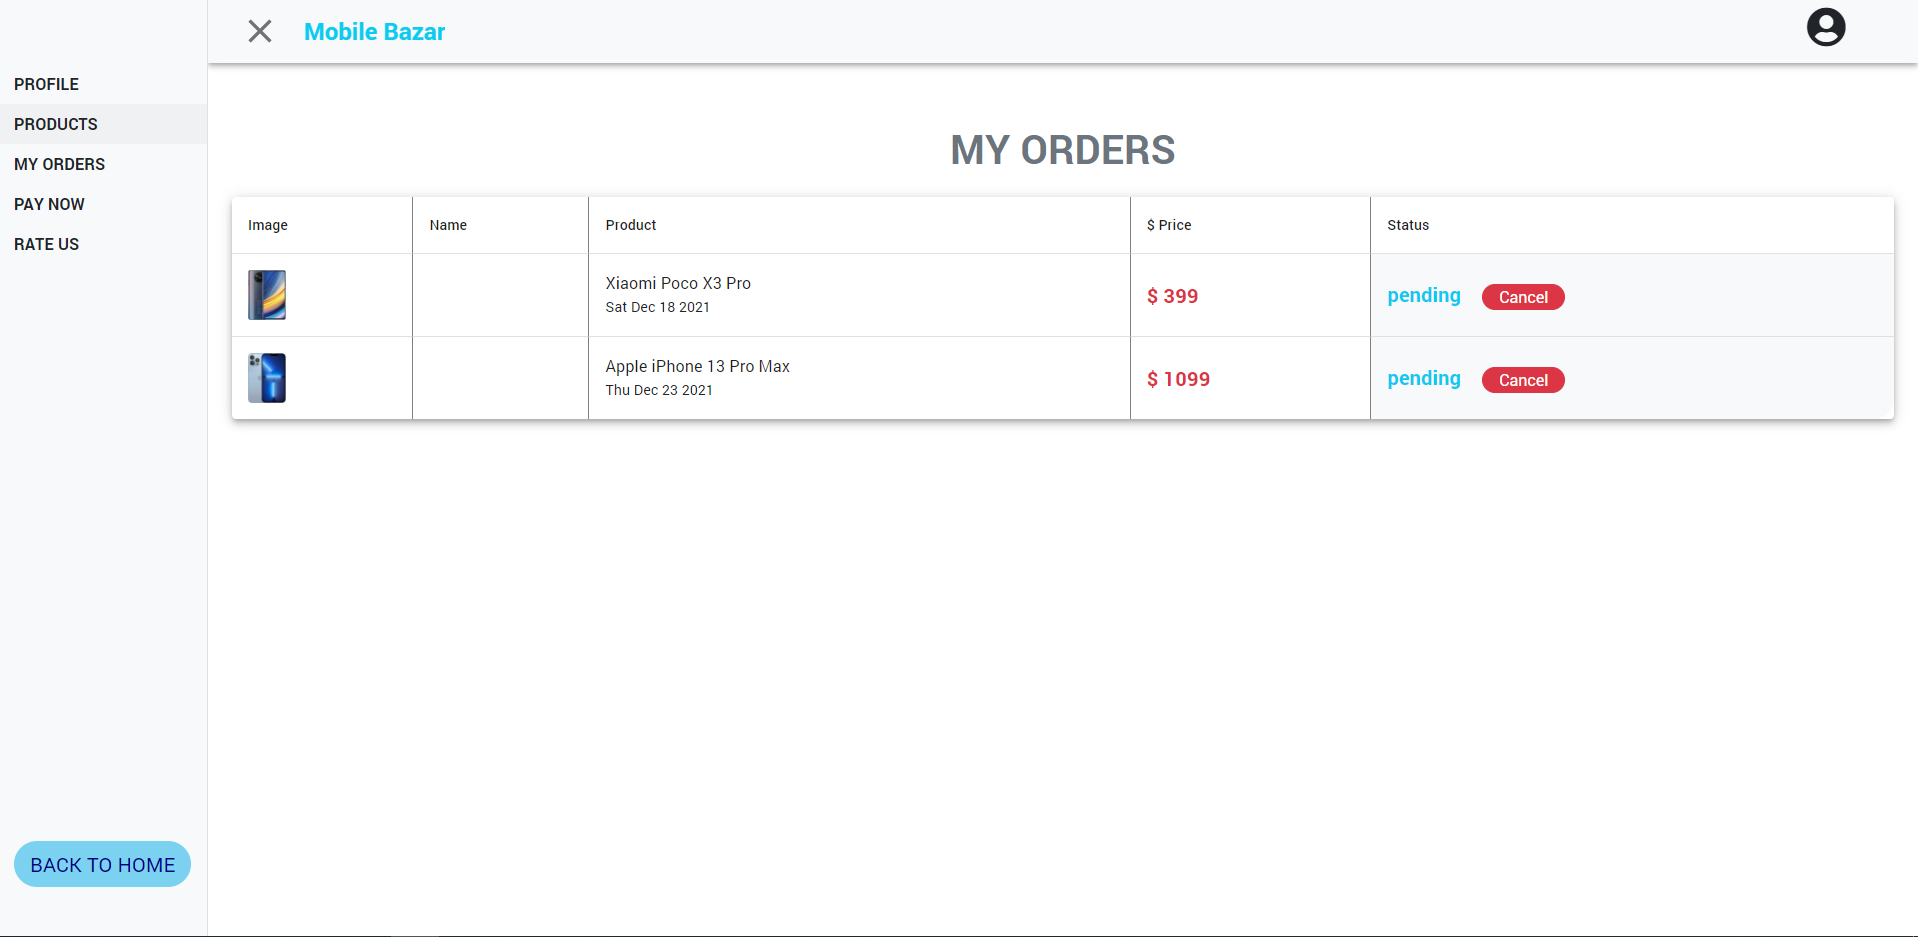 Mobile Bazar
PROFILE
PRODUCTS
MY ORDERS
PAY NOW
RATE US
BACK TO HOME
MY ORDERS
Image Name Product $ Price Status
Xiaomi Poco X3 Pro
Sat Dec 18 2021
$ 399
pending Cancel
Apple iPhone 13 Pro Max
Thu Dec 23 2021
$ 1099
pending Cancel